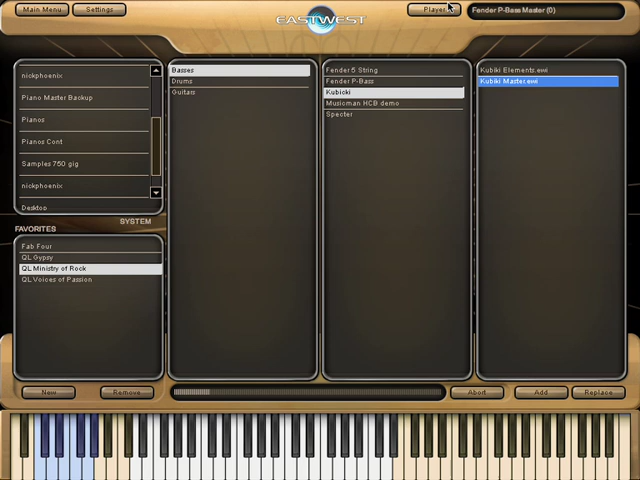 Main Menu
Settings
EASTWEST
Player
Fender P-Bass Master (0)
nickphoenix
Piano Master Backup
Pianos
Pianos Cont
Samples 750 gig
nickphoenix
Desktop
SYSTEM
FAVORITES
Fab Four
QL Gypsy
QL Ministry of Rock
QL Voices of Passion
Basses
Drums
Guitars
Fender 5 String
Fender P-Bass
Kubicki
Musicman HCB demo
Specter
Kubiki Elements.ewi
Kubiki Master.ewi
New
Remove
Abort
Add
Replace